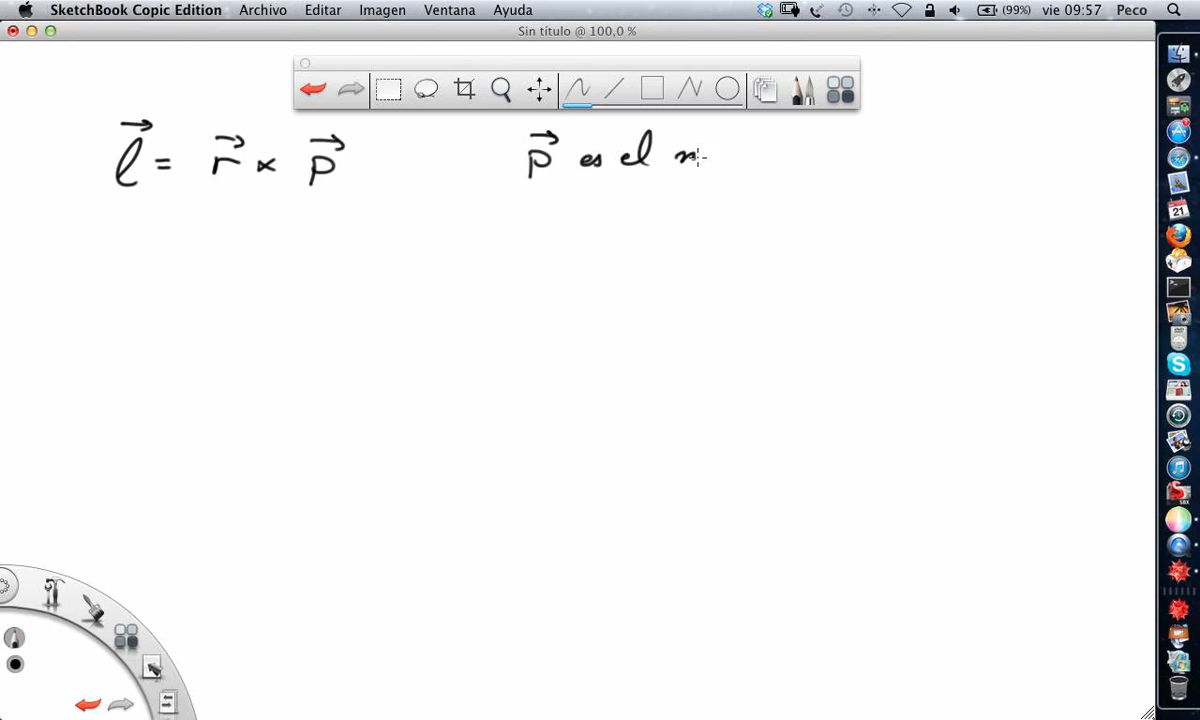 SketchBook Copic Edition Archivo Editar Imagen Ventana Ayuda (99%) vie 09:57 Peco
Sin título @ 100,0 %
l⃗ = r⃗ × p⃗ p⃗ es el m
21